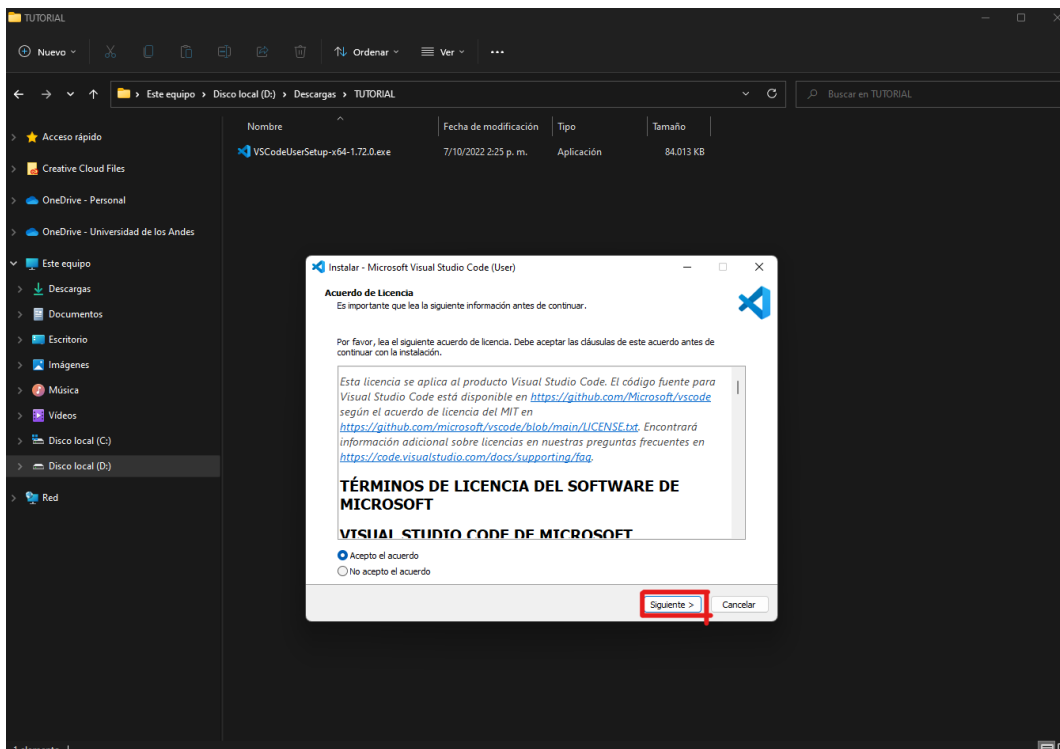 TUTORIAL
Nuevo
Ordenar
Ver
Este equipo > Disco local (D:) > Descargas > TUTORIAL
Buscar en TUTORIAL
Nombre Fecha de modificación Tipo Tamaño
VSCodeUserSetup-x64-1.72.0.exe 7/10/2022 2:25 p. m. Aplicación 84.013 KB
Acceso rápido
Creative Cloud Files
OneDrive - Personal
OneDrive - Universidad de los Andes
Este equipo
Descargas
Documentos
Escritorio
Imágenes
Música
Vídeos
Disco local (C:)
Disco local (D:)
Red
Instalar - Microsoft Visual Studio Code (User)
Acuerdo de Licencia
Es importante que lea la siguiente información antes de continuar.
Por favor, lea el siguiente acuerdo de licencia. Debe aceptar las cláusulas de este acuerdo antes de
continuar con la instalación.
Esta licencia se aplica al producto Visual Studio Code. El código fuente para
Visual Studio Code está disponible en https://github.com/Microsoft/vscode
según el acuerdo de licencia del MIT en
https://github.com/microsoft/vscode/blob/main/LICENSE.txt. Encontrará
información adicional sobre licencias en nuestras preguntas frecuentes en
https://code.visualstudio.com/docs/supporting/faq.
TÉRMINOS DE LICENCIA DEL SOFTWARE DE
MICROSOFT
VISUAL STUDIO CODE DE MICROSOFT
Acepto el acuerdo
No acepto el acuerdo
Siguiente >
Cancelar
1 elemento